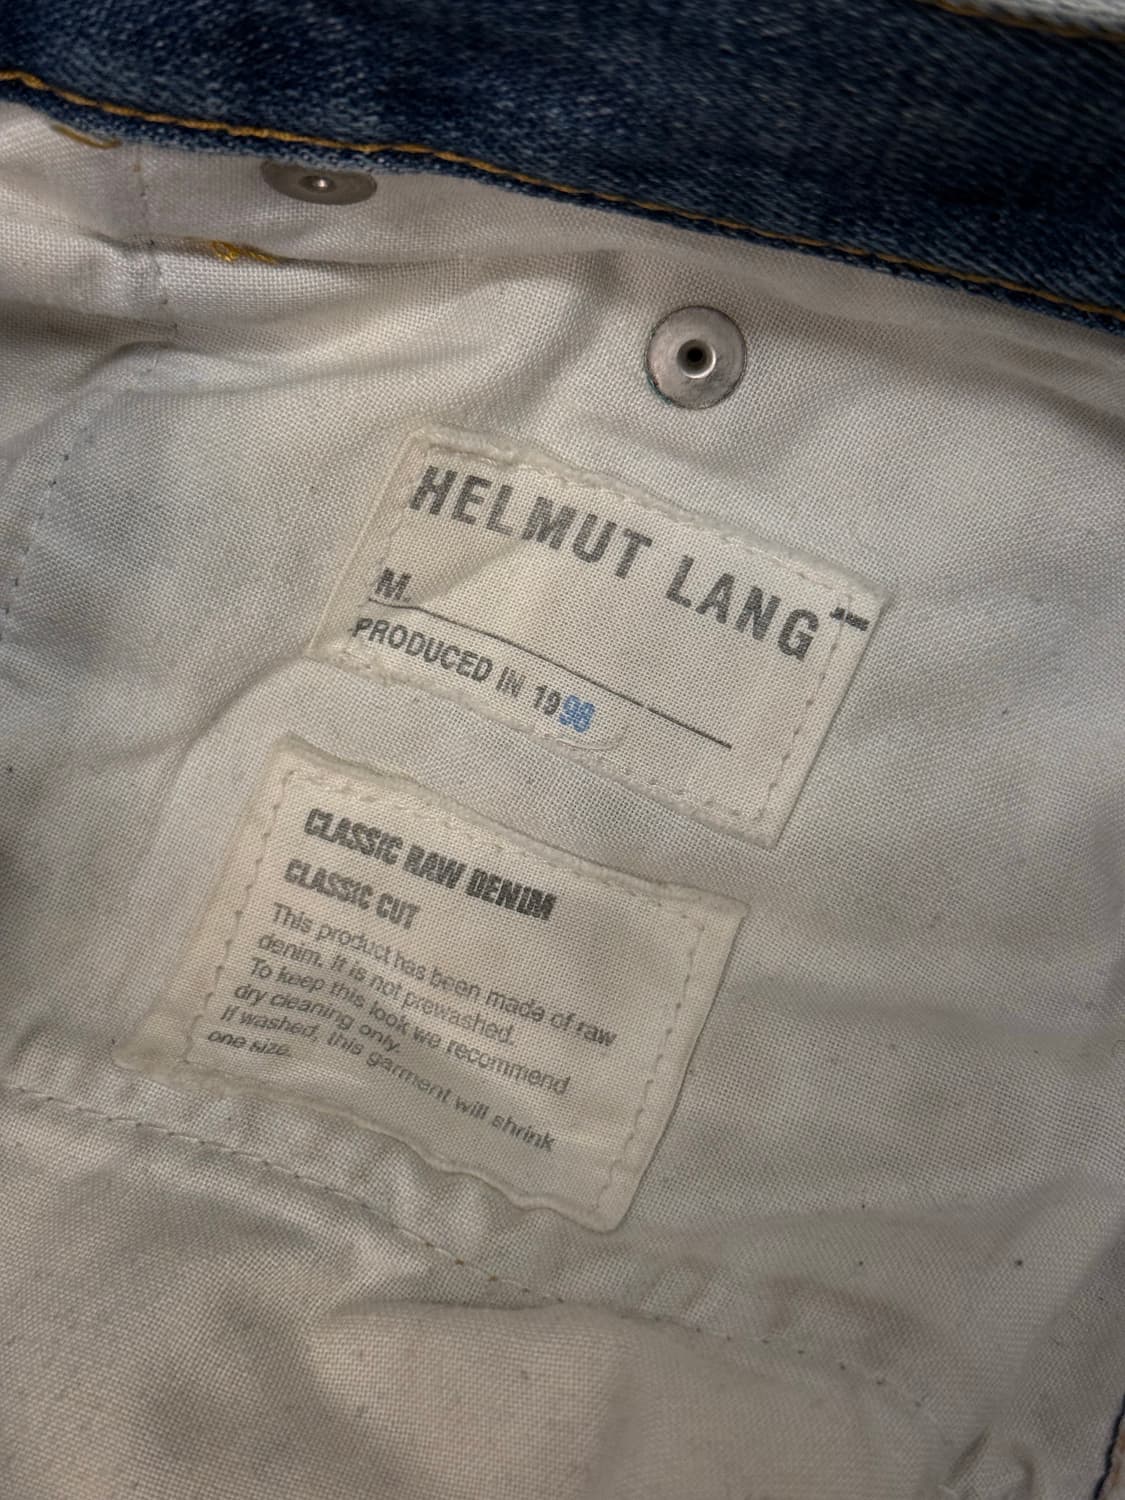 HELMUT LANG
M.
PRODUCED IN 1998
CLASSIC RAW DENIM
CLASSIC CUT
This product has been made of raw
denim. It is not prewashed.
To keep this look we recommend
dry cleaning only.
If washed, this garment will shrink
one size.